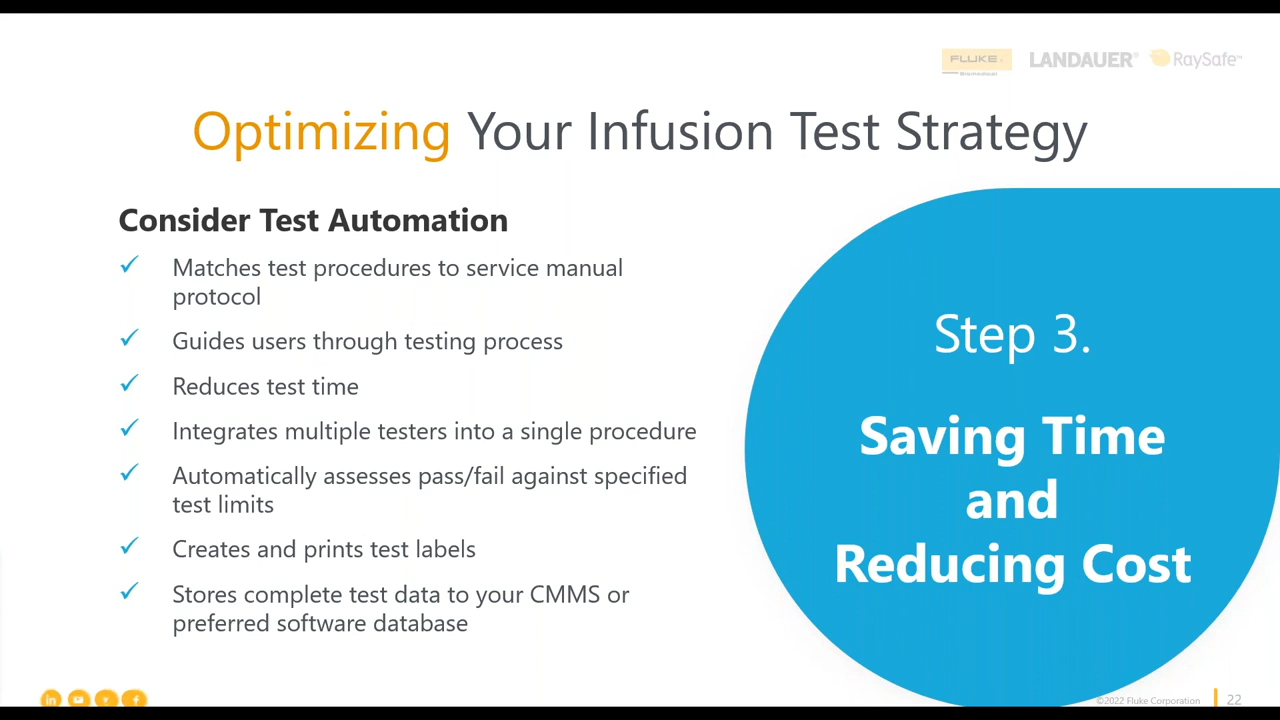 FLUKE
Biomedical
LANDAUER®
RaySafe™
Optimizing Your Infusion Test Strategy
Consider Test Automation
✓ Matches test procedures to service manual
protocol
✓ Guides users through testing process
✓ Reduces test time
✓ Integrates multiple testers into a single procedure
✓ Automatically assesses pass/fail against specified
test limits
✓ Creates and prints test labels
✓ Stores complete test data to your CMMS or
preferred software database
Step 3.
Saving Time
and
Reducing Cost
©2022 Fluke Corporation
22